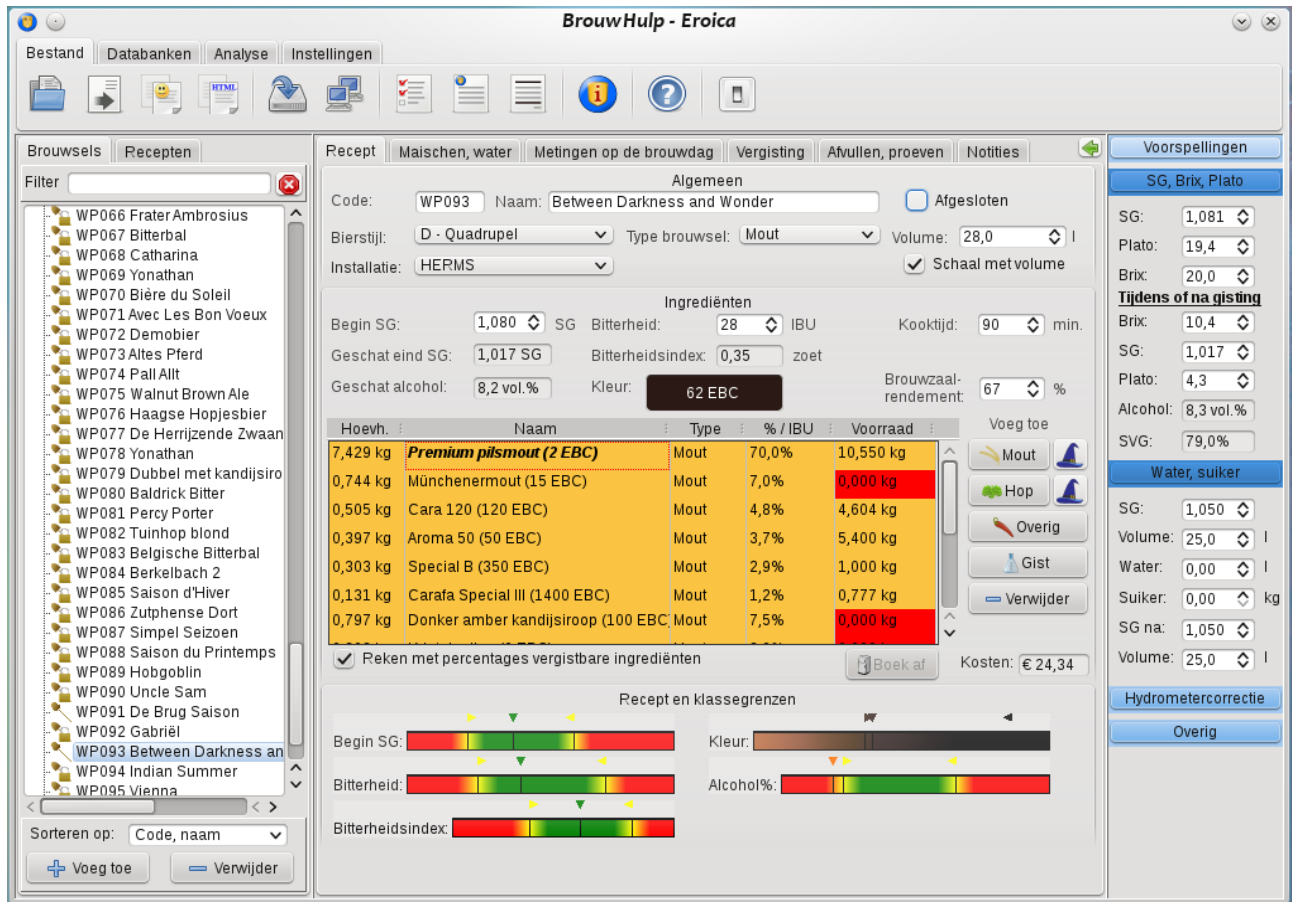 BrouwHulp - Eroica
Bestand Databanken Analyse Instellingen
HTML
Brouwsels Recepten
Filter
WP066 Frater Ambrosius
WP067 Bitterbal
WP068 Catharina
WP069 Yonathan
WP070 Bière du Soleil
WP071 Avec Les Bon Voeux
WP072 Demobier
WP073 Altes Pferd
WP074 Pall Allt
WP075 Walnut Brown Ale
WP076 Haagse Hopjesbier
WP077 De Herrijzende Zwaan
WP078 Yonathan
WP079 Dubbel met kandijsiro
WP080 Baldrick Bitter
WP081 Percy Porter
WP082 Tuinhop blond
WP083 Belgische Bitterbal
WP084 Berkelbach 2
WP085 Saison d'Hiver
WP086 Zutphense Dort
WP087 Simpel Seizoen
WP088 Saison du Printemps
WP089 Hobgoblin
WP090 Uncle Sam
WP091 De Brug Saison
WP092 Gabriël
WP093 Between Darkness an
WP094 Indian Summer
WP095 Vienna
Sorteren op: Code, naam
Voeg toe Verwijder
Recept Maischen, water Metingen op de brouwdag Vergisting Afvullen, proeven Notities
Algemeen
Code: WP093 Naam: Between Darkness and Wonder Afgesloten
Bierstijl: D - Quadrupel Type brouwsel: Mout Volume: 28,0 l
Installatie: HERMS Schaal met volume
Ingrediënten
Begin SG: 1,080 SG Bitterheid: 28 IBU Kooktijd: 90 min.
Geschat eind SG: 1,017 SG Bitterheidsindex: 0,35 zoet
Geschat alcohol: 8,2 vol.% Kleur: 62 EBC Brouwzaal-rendement: 67 %
Hoevh. Naam Type % / IBU Voorraad
7,429 kg Premium pilsmout (2 EBC) Mout 70,0% 10,550 kg
0,744 kg Münchenermout (15 EBC) Mout 7,0% 0,000 kg
0,505 kg Cara 120 (120 EBC) Mout 4,8% 4,604 kg
0,397 kg Aroma 50 (50 EBC) Mout 3,7% 5,400 kg
0,303 kg Special B (350 EBC) Mout 2,9% 1,000 kg
0,131 kg Carafa Special III (1400 EBC) Mout 1,2% 0,777 kg
0,797 kg Donker amber kandijsiroop (100 EBC Mout 7,5% 0,000 kg
Voeg toe
Mout
Hop
Overig
Gist
Verwijder
Reken met percentages vergistbare ingrediënten Boek af Kosten: € 24,34
Recept en klassegrenzen
Begin SG: Kleur:
Bitterheid: Alcohol%:
Bitterheidsindex:
Voorspellingen
SG, Brix, Plato
SG: 1,081
Plato: 19,4
Brix: 20,0
Tijdens of na gisting
Brix: 10,4
SG: 1,017
Plato: 4,3
Alcohol: 8,3 vol.%
SVG: 79,0%
Water, suiker
SG: 1,050
Volume: 25,0 l
Water: 0,00 l
Suiker: 0,00 kg
SG na: 1,050
Volume: 25,0 l
Hydrometercorrectie
Overig